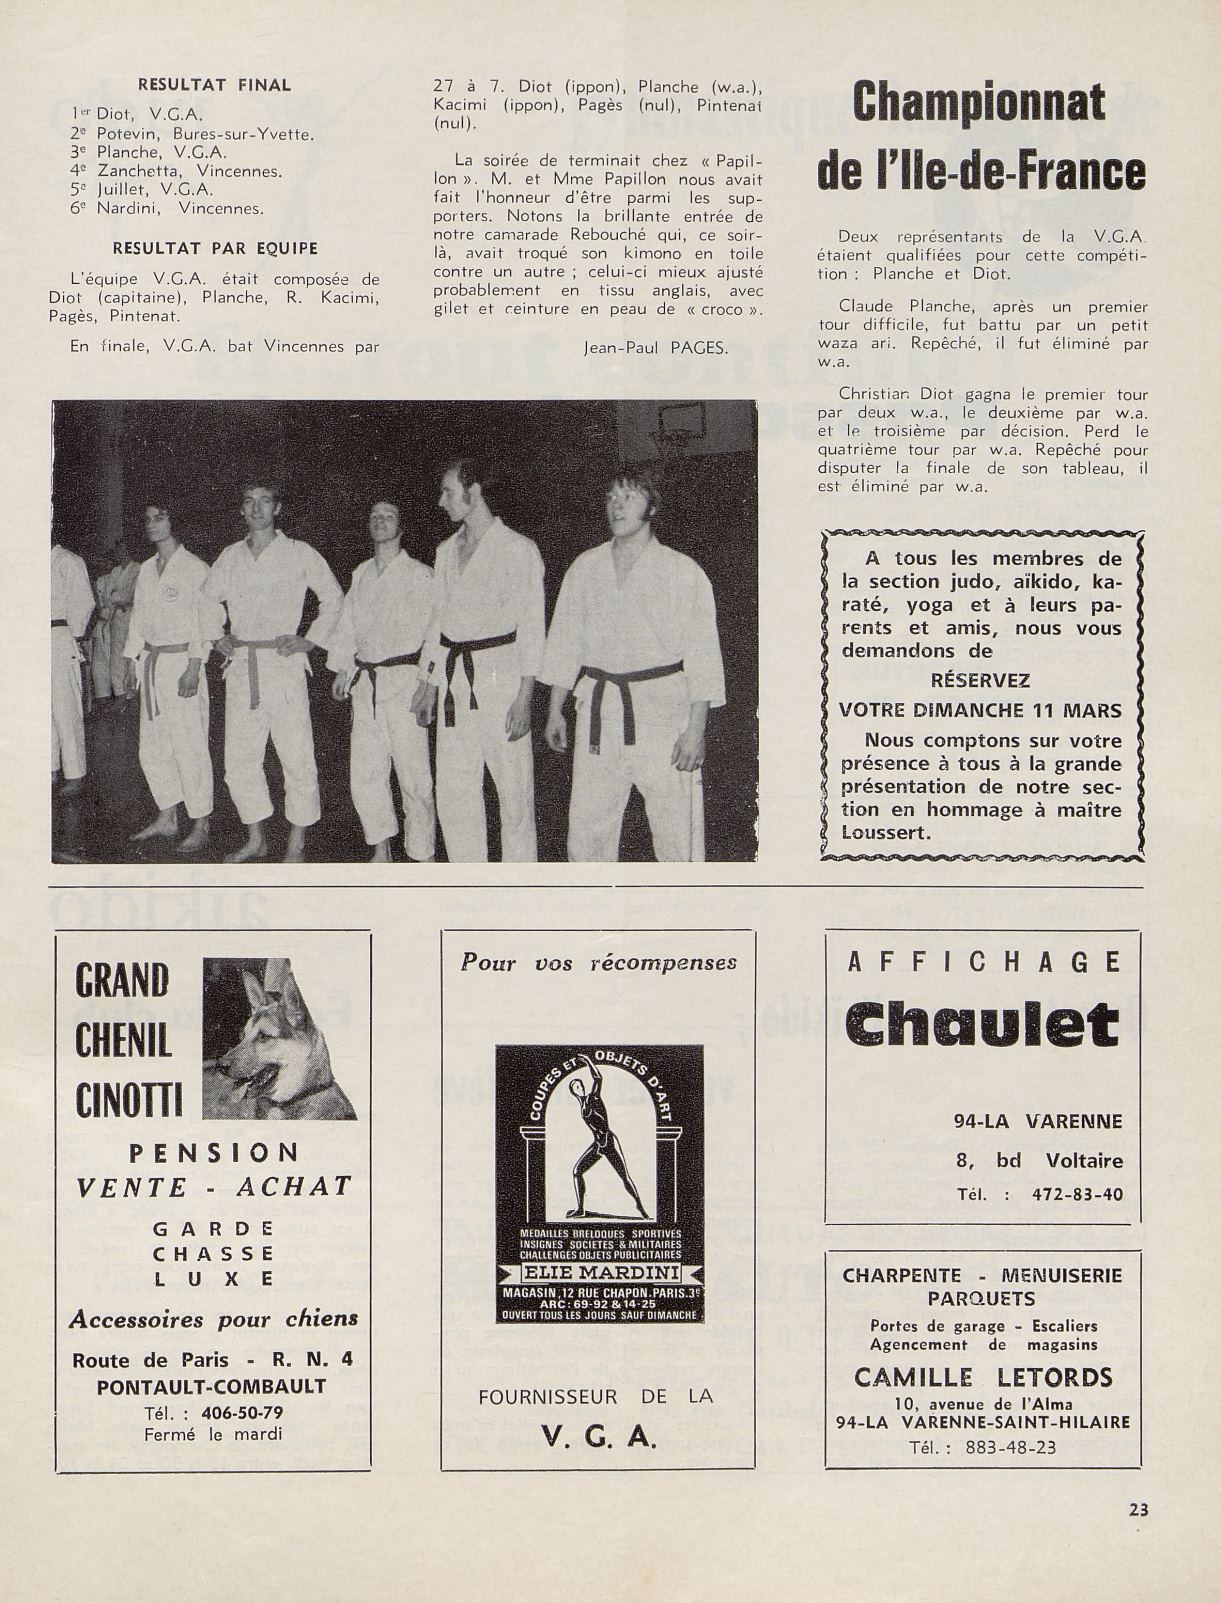 RESULTAT FINAL
1er Diot, V.G.A.
2e Potevin, Bures-sur-Yvette.
3e Planche, V.G.A.
4e Zanchetta, Vincennes.
5e Juillet, V.G.A.
6e Nardini, Vincennes.
RESULTAT PAR EQUIPE
L'équipe V.G.A. était composée de
Diot (capitaine), Planche, R. Kacimi,
Pagès, Pintenat.
En finale, V.G.A. bat Vincennes par
27 à 7. Diot (ippon), Planche (w.a.),
Kacimi (ippon), Pagès (nul), Pintenat
(nul).
La soirée de terminait chez « Papil-
lon ». M. et Mme Papillon nous avait
fait l'honneur d'être parmi les sup-
porters. Notons la brillante entrée de
notre camarade Rebouché qui, ce soir-
là, avait troqué son kimono en toile
contre un autre ; celui-ci mieux ajusté
probablement en tissu anglais, avec
gilet et ceinture en peau de « croco ».
Jean-Paul PAGES.
Championnat
de l'Ile-de-France
Deux représentants de la V.G.A.
étaient qualifiées pour cette compéti-
tion : Planche et Diot.
Claude Planche, après un premier
tour difficile, fut battu par un petit
waza ari. Repêché, il fut éliminé par
w.a.
Christian Diot gagna le premier tour
par deux w.a., le deuxième par w.a.
et le troisième par décision. Perd le
quatrième tour par w.a. Repêché pour
disputer la finale de son tableau, il
est éliminé par w.a.
A tous les membres de
la section judo, aïkido, ka-
raté, yoga et à leurs pa-
rents et amis, nous vous
demandons de
RÉSERVEZ
VOTRE DIMANCHE 11 MARS
Nous comptons sur votre
présence à tous à la grande
présentation de notre sec-
tion en hommage à maître
Loussert.
GRAND
CHENIL
CINOTTI
PENSION
VENTE - ACHAT
GARDE
CHASSE
LUXE
Accessoires pour chiens
Route de Paris - R. N. 4
PONTAULT-COMBAULT
Tél. : 406-50-79
Fermé le mardi
Pour vos récompenses
COUPES ET OBJETS D'ART
MEDAILLES BRELOQUES SPORTIVES
INSIGNES SOCIETES & MILITAIRES
CHALLENGES OBJETS PUBLICITAIRES
ELIE MARDINI
MAGASIN, 12 RUE CHAPON. PARIS. 3e
ARC : 69-92 & 14-25
OUVERT TOUS LES JOURS SAUF DIMANCHE
FOURNISSEUR DE LA
V. G. A.
AFFICHAGE
Chaulet
94-LA VARENNE
8, bd Voltaire
Tél. : 472-83-40
CHARPENTE - MENUISERIE
PARQUETS
Portes de garage - Escaliers
Agencement de magasins
CAMILLE LETORDS
10, avenue de l'Alma
94-LA VARENNE-SAINT-HILAIRE
Tél. : 883-48-23
23